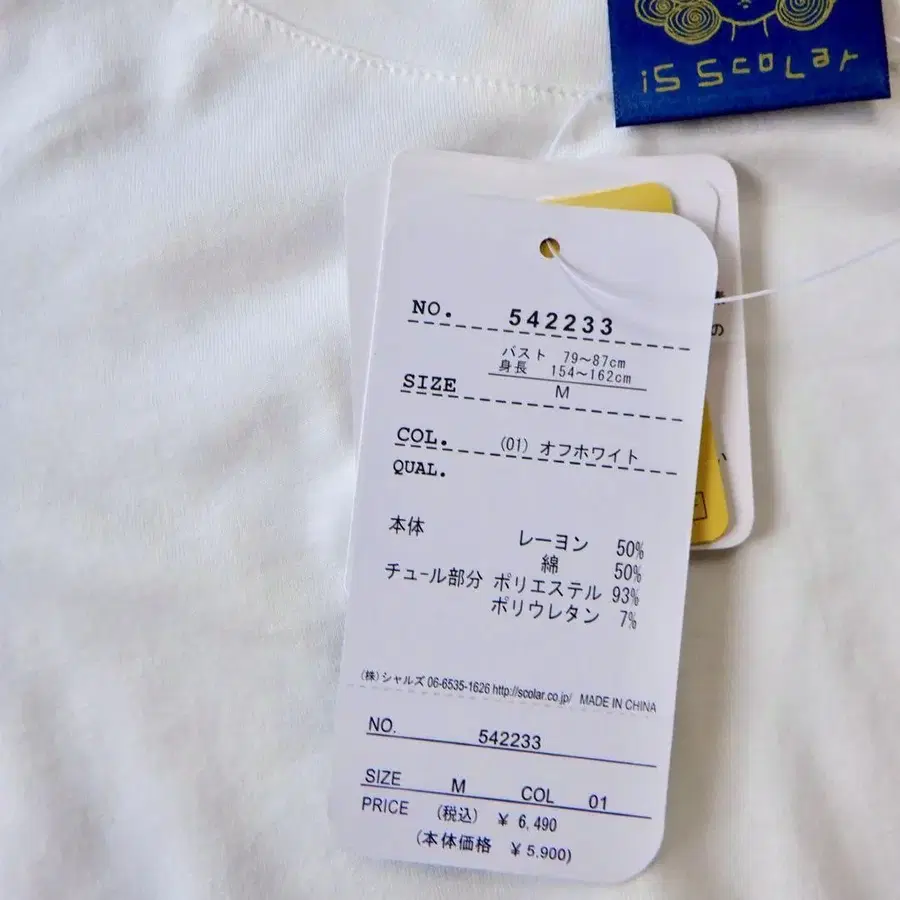 is scolar
NO. 542233
バスト 79～87cm
身長 154～162cm
SIZE M
COL. (01) オフホワイト
QUAL.
本体 レーヨン 50%
綿 50%
チュール部分 ポリエステル 93%
ポリウレタン 7%
(株)シャルズ 06-6535-1626 http://scolar.co.jp/ MADE IN CHINA
NO. 542233
SIZE M COL 01
PRICE (税込) ¥ 6,490
(本体価格 ¥ 5,900)
の
い